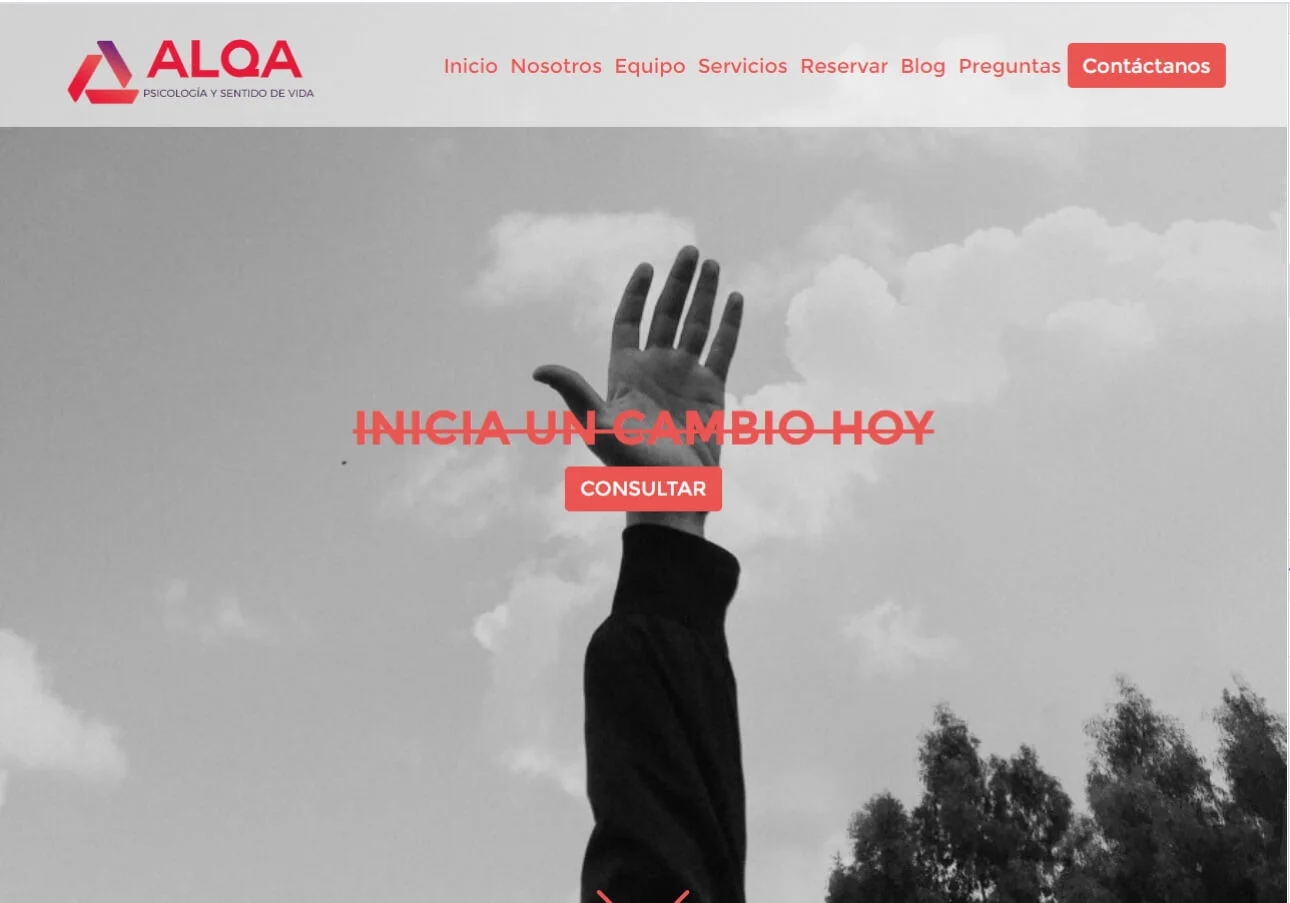 ALQA
PSICOLOGÍA Y SENTIDO DE VIDA
Inicio Nosotros Equipo Servicios Reservar Blog Preguntas Contáctanos
INICIA UN CAMBIO HOY
CONSULTAR